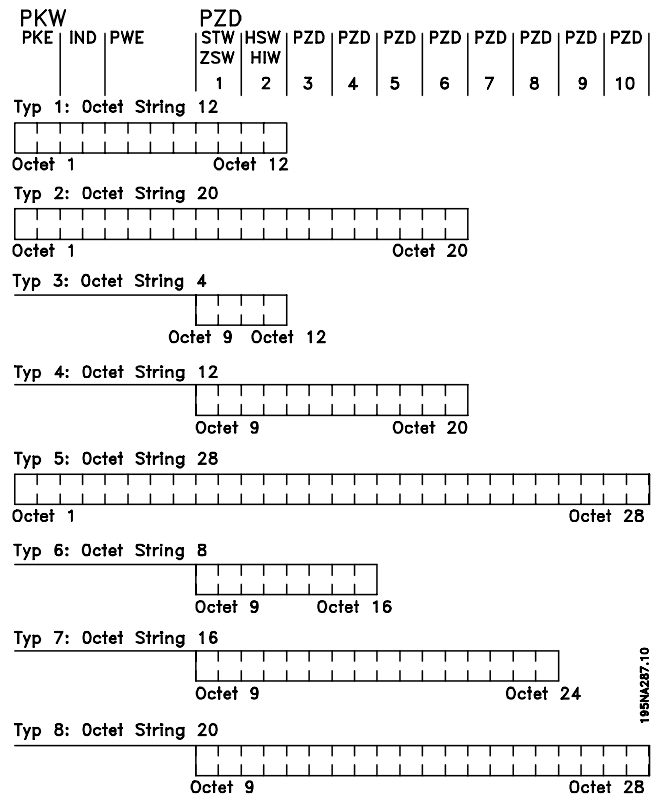 PKW PZD
PKE IND PWE STW HSW PZD PZD PZD PZD PZD PZD PZD PZD
ZSW HIW
1 2 3 4 5 6 7 8 9 10
Typ 1: Octet String 12
Octet 1 Octet 12
Typ 2: Octet String 20
Octet 1 Octet 20
Typ 3: Octet String 4
Octet 9 Octet 12
Typ 4: Octet String 12
Octet 9 Octet 20
Typ 5: Octet String 28
Octet 1 Octet 28
Typ 6: Octet String 8
Octet 9 Octet 16
Typ 7: Octet String 16
Octet 9 Octet 24
Typ 8: Octet String 20
Octet 9 Octet 28
195NA287.10